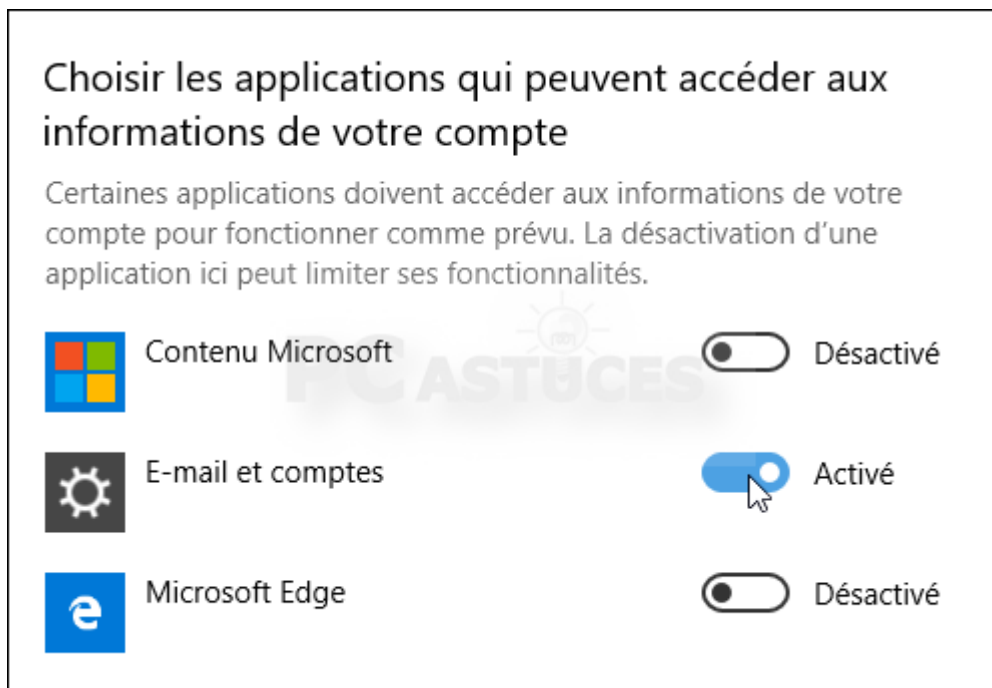 Choisir les applications qui peuvent accéder aux
informations de votre compte
Certaines applications doivent accéder aux informations de votre
compte pour fonctionner comme prévu. La désactivation d’une
application ici peut limiter ses fonctionnalités.
PC ASTUCES
Contenu Microsoft Désactivé
E-mail et comptes Activé
Microsoft Edge Désactivé